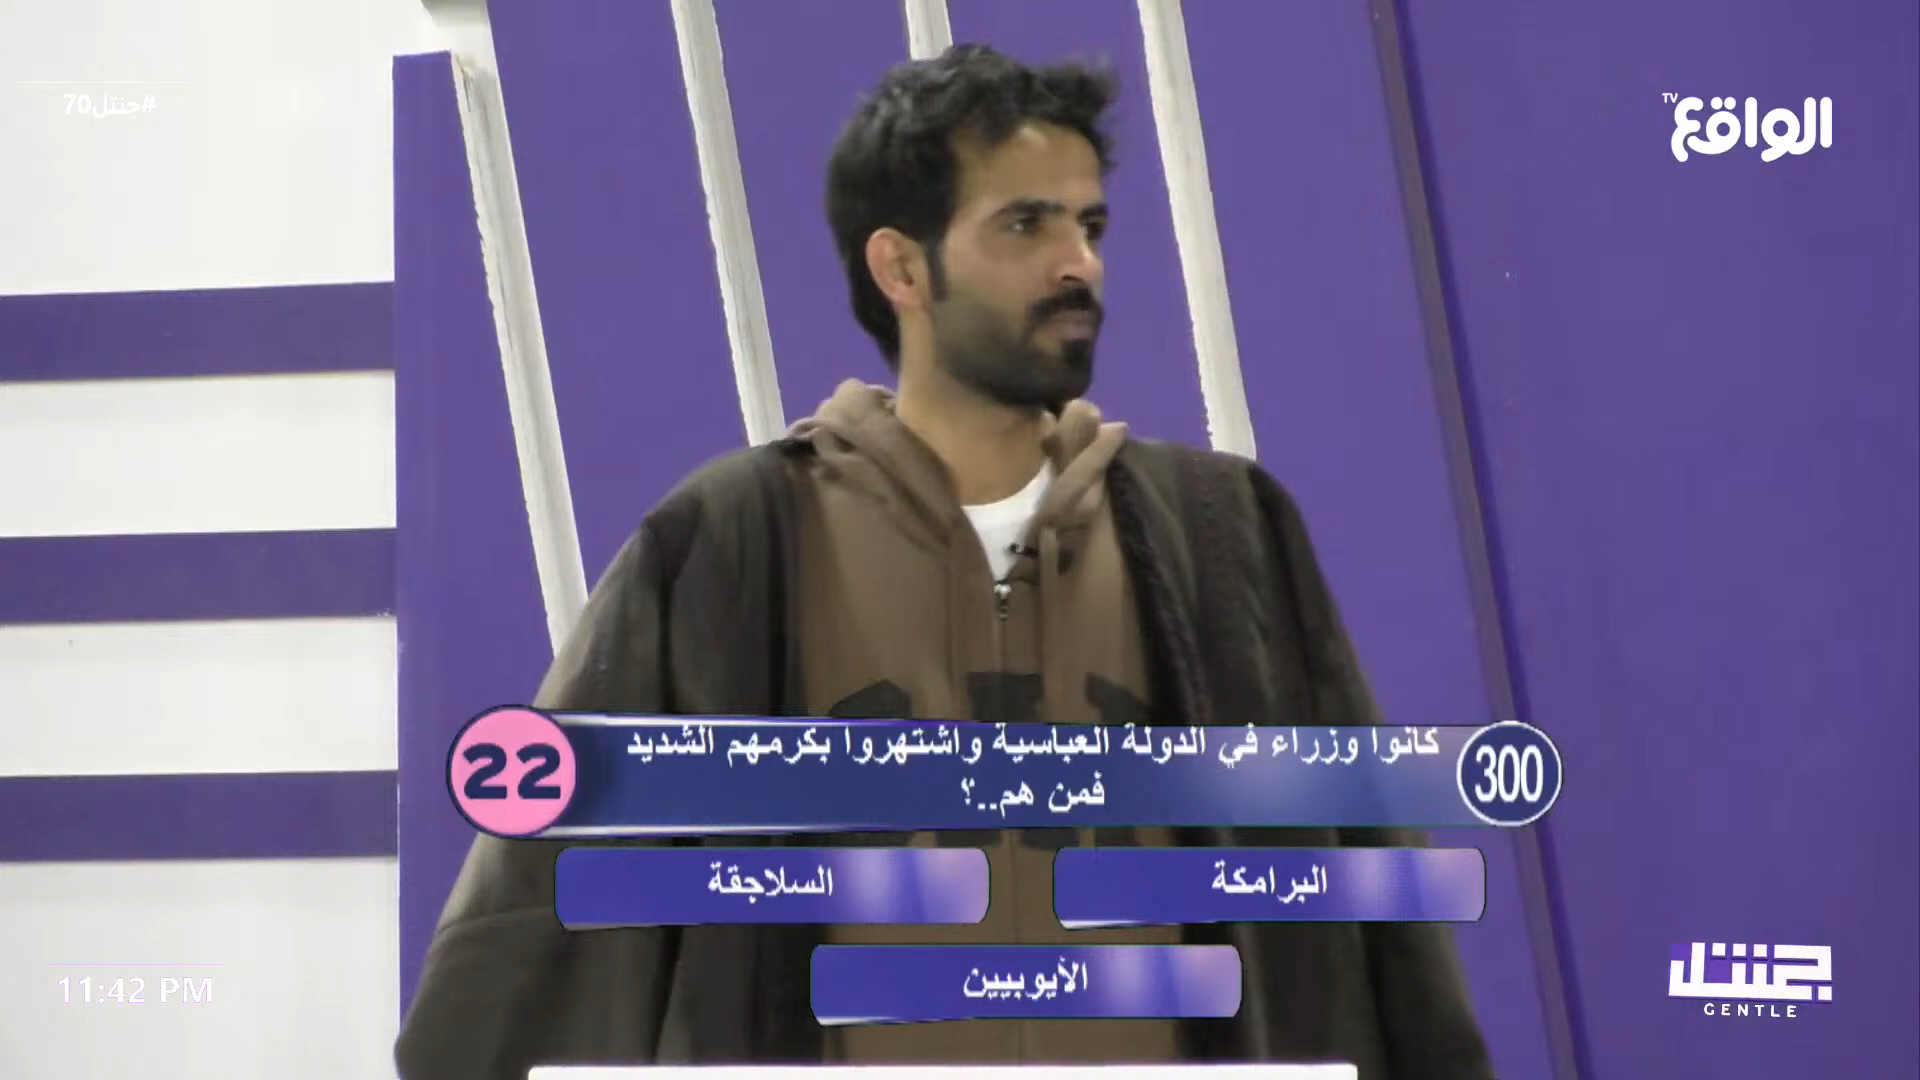 #جنتل70
الواقع TV
كانوا وزراء في الدولة العباسية واشتهروا بكرمهم الشديد
فمن هم..؟
300
22
البرامكة
السلاجقة
الأيوبيين
11:42 PM
جنتل
GENTLE